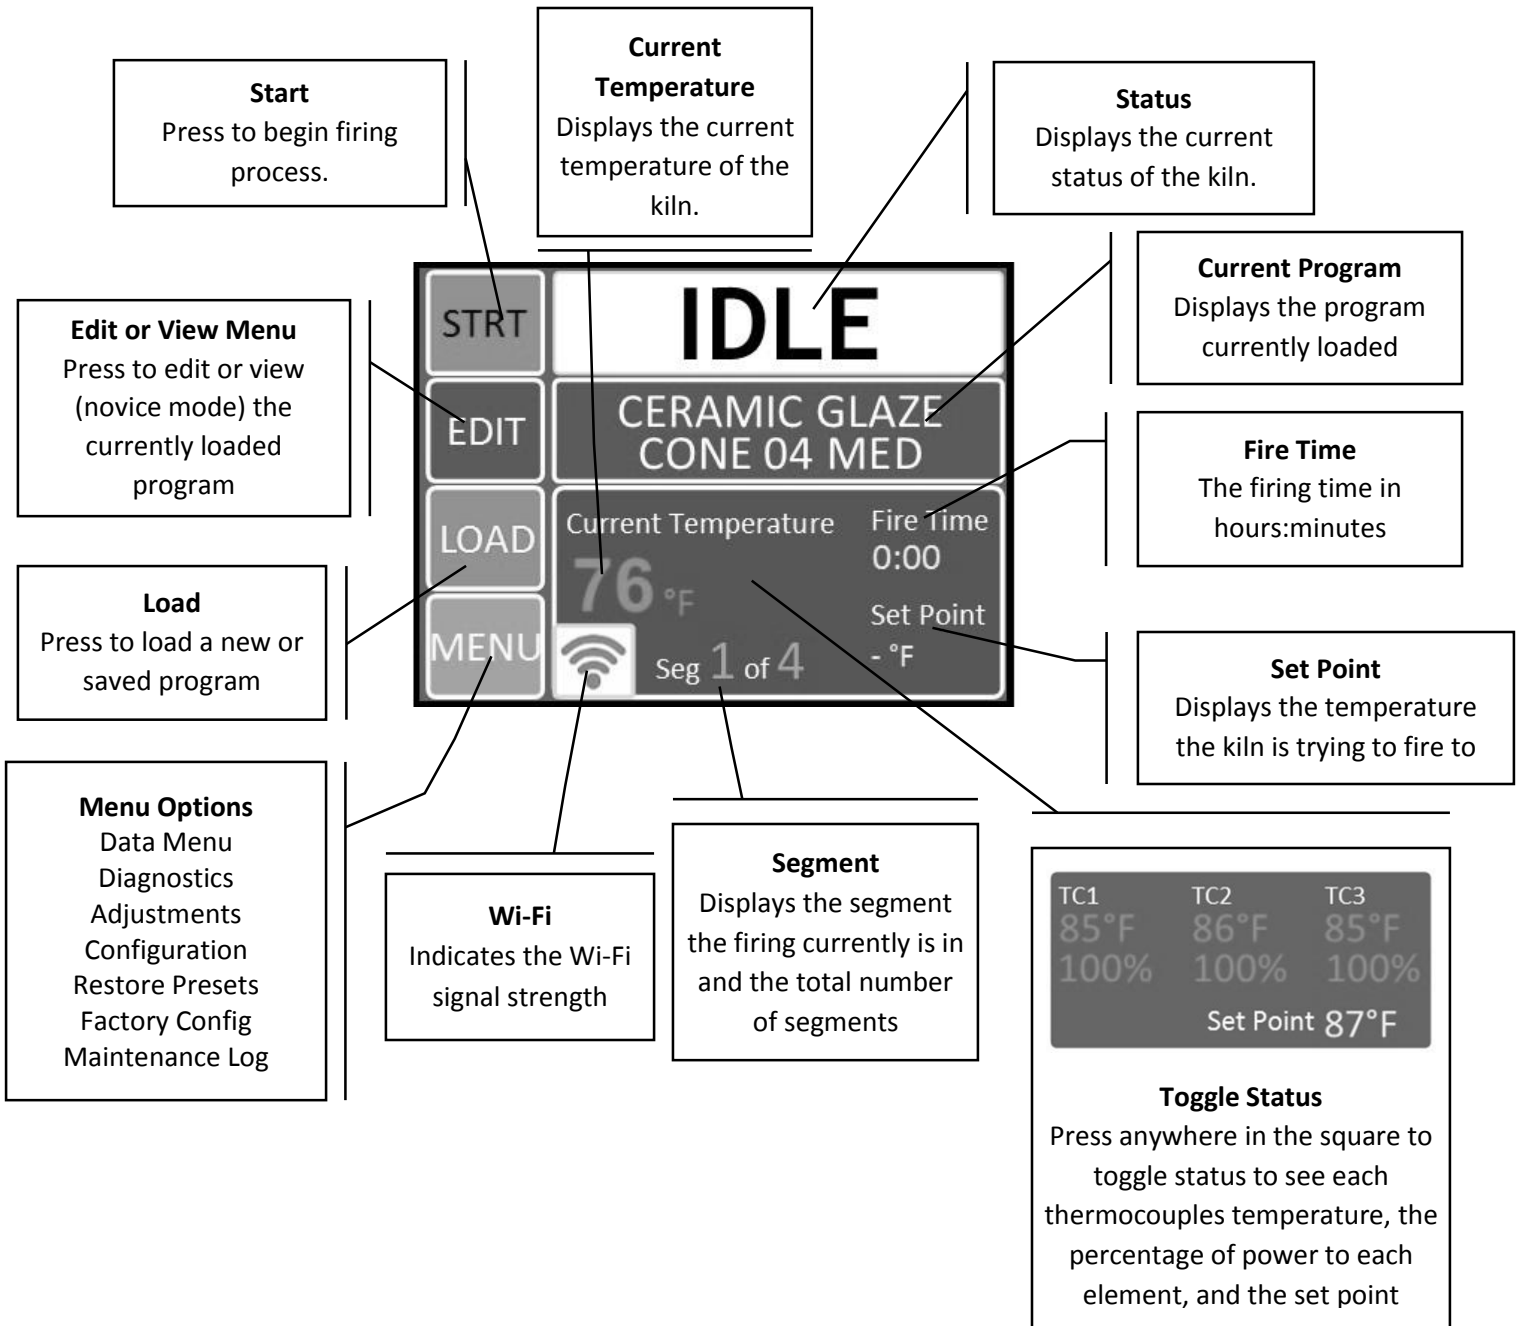 Start
Press to begin firing
process.
Current
Temperature
Displays the current
temperature of the
kiln.
Status
Displays the current
status of the kiln.
Edit or View Menu
Press to edit or view
(novice mode) the
currently loaded
program
Current Program
Displays the program
currently loaded
STRT
IDLE
EDIT
CERAMIC GLAZE
CONE 04 MED
LOAD
Current Temperature
76 °F
Fire Time
0:00
Set Point
- °F
MENU
Seg 1 of 4
Fire Time
The firing time in
hours:minutes
Load
Press to load a new or
saved program
Set Point
Displays the temperature
the kiln is trying to fire to
Menu Options
Data Menu
Diagnostics
Adjustments
Configuration
Restore Presets
Factory Config
Maintenance Log
Wi-Fi
Indicates the Wi-Fi
signal strength
Segment
Displays the segment
the firing currently is in
and the total number
of segments
TC1 TC2 TC3
85°F 86°F 85°F
100% 100% 100%
Set Point 87°F
Toggle Status
Press anywhere in the square to
toggle status to see each
thermocouples temperature, the
percentage of power to each
element, and the set point